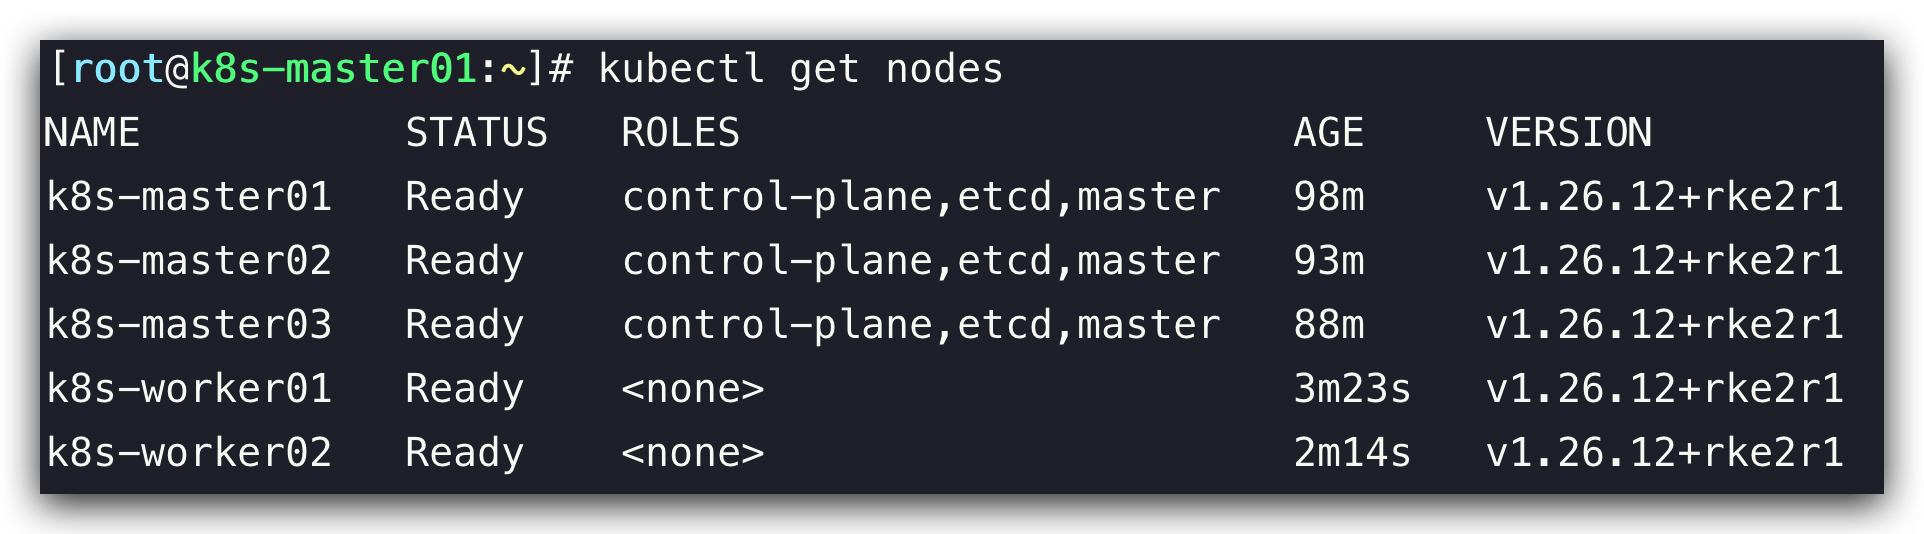 [root@k8s-master01:~]# kubectl get nodes
NAME           STATUS   ROLES                       AGE     VERSION
k8s-master01   Ready    control-plane,etcd,master   98m     v1.26.12+rke2r1
k8s-master02   Ready    control-plane,etcd,master   93m     v1.26.12+rke2r1
k8s-master03   Ready    control-plane,etcd,master   88m     v1.26.12+rke2r1
k8s-worker01   Ready    <none>                      3m23s   v1.26.12+rke2r1
k8s-worker02   Ready    <none>                      2m14s   v1.26.12+rke2r1